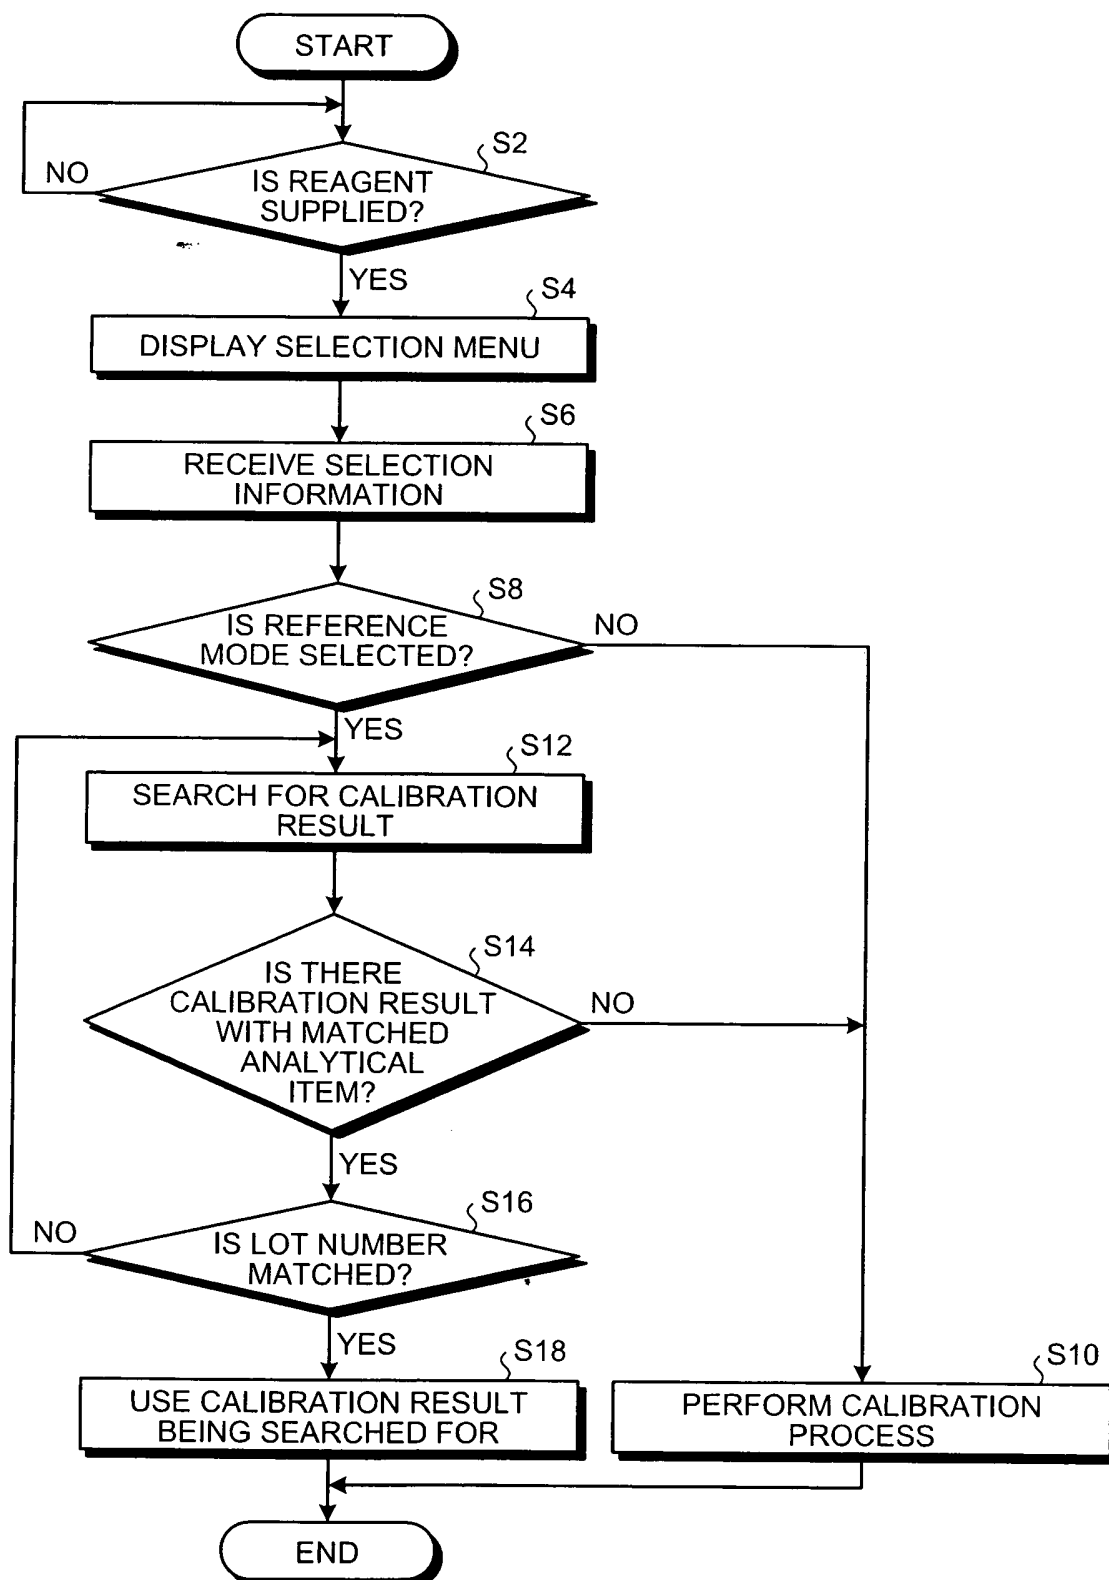 START
S2
NO
IS REAGENT
SUPPLIED?
YES
S4
DISPLAY SELECTION MENU
S6
RECEIVE SELECTION
INFORMATION
S8
IS REFERENCE
MODE SELECTED?
NO
YES
S12
SEARCH FOR CALIBRATION
RESULT
S14
IS THERE
CALIBRATION RESULT
WITH MATCHED
ANALYTICAL
ITEM?
NO
YES
S16
NO
IS LOT NUMBER
MATCHED?
YES
S18
USE CALIBRATION RESULT
BEING SEARCHED FOR
S10
PERFORM CALIBRATION
PROCESS
END